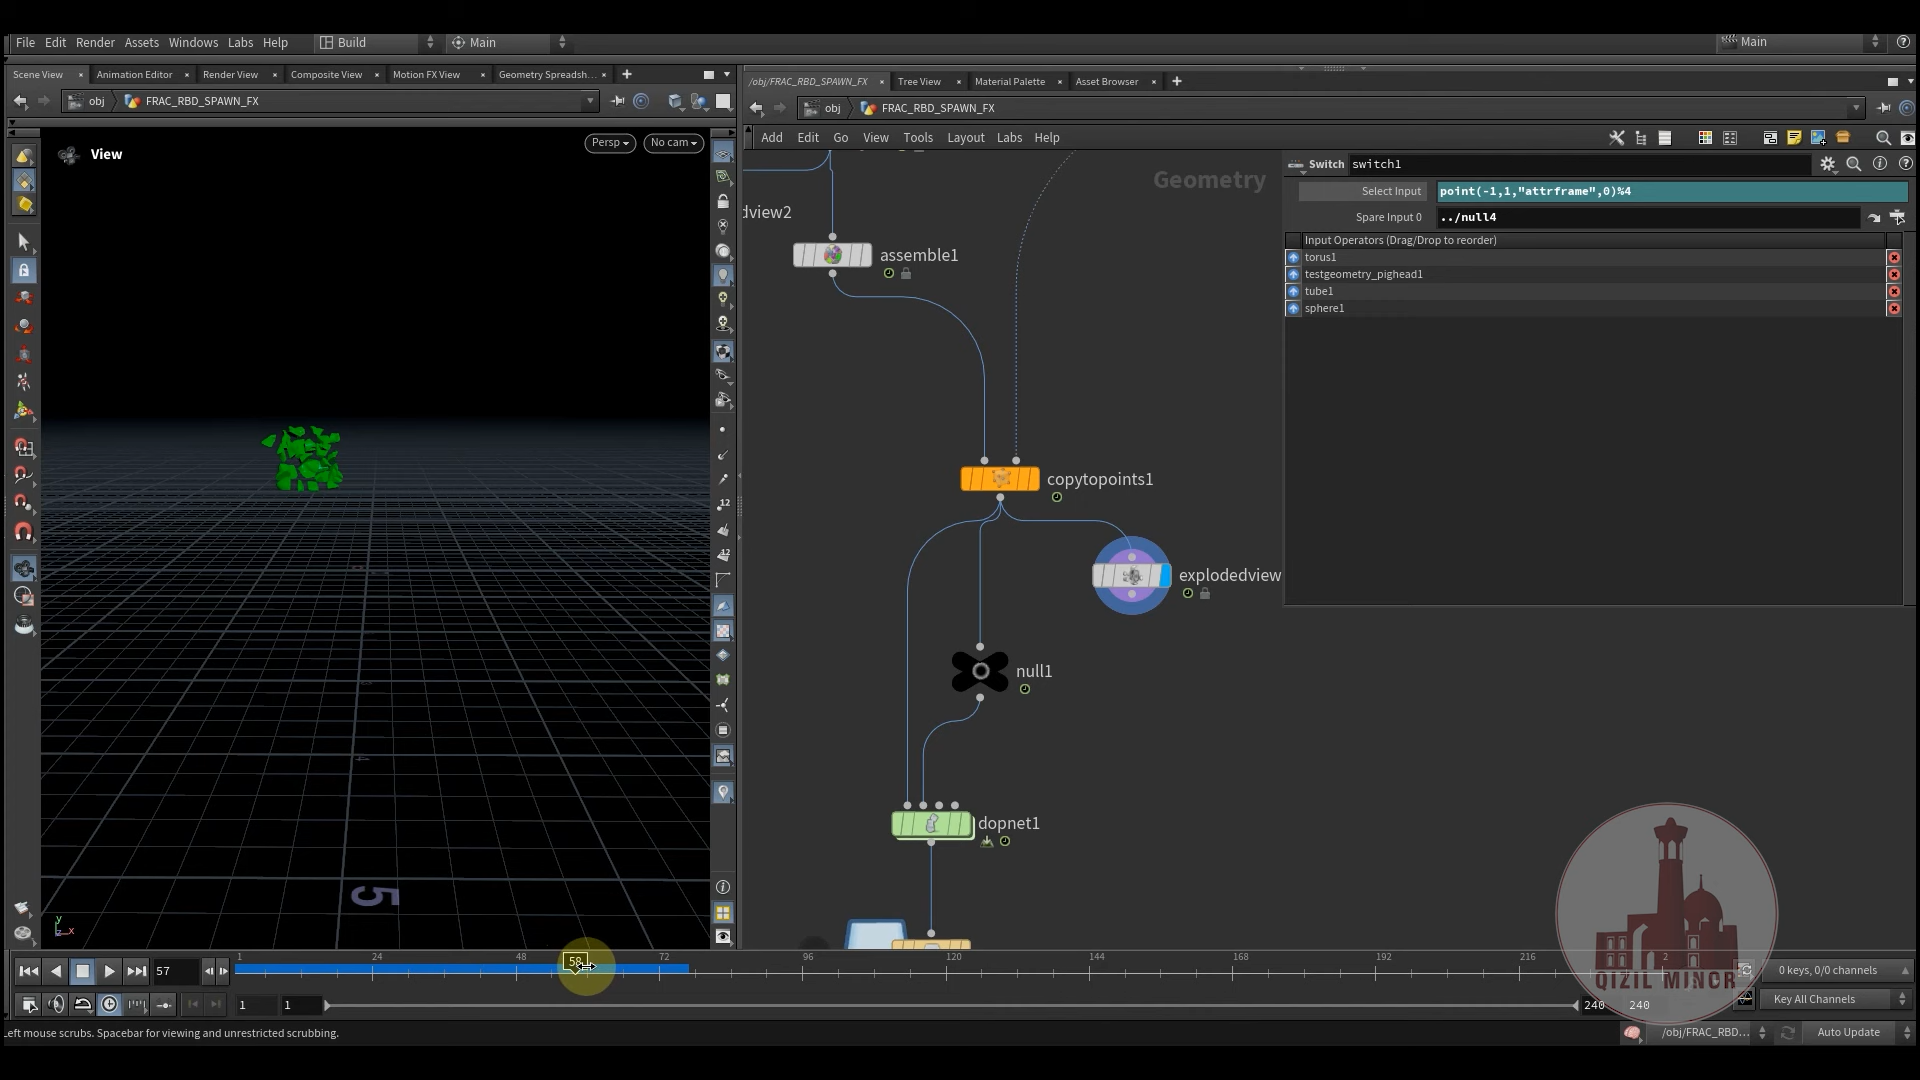 File Edit Render Assets Windows Labs Help Build Main Main
Scene View Animation Editor Render View Composite View Motion FX View Geometry Spreadsh...
obj FRAC_RBD_SPAWN_FX
/obj/FRAC_RBD_SPAWN_FX Tree View Material Palette Asset Browser
obj FRAC_RBD_SPAWN_FX
Add Edit Go View Tools Layout Labs Help
View
Persp No cam
Geometry
Switch switch1
Select Input point(-1,1,"attrframe",0)%4
Spare Input 0 ../null4
Input Operators (Drag/Drop to reorder)
torus1
testgeometry_pighead1
tube1
sphere1
dview2
assemble1
copytopoints1
explodedview
null1
dopnet1
12
12
5
y
z x
57
1 24 48 58 72 96 120 144 168 192 216 2
1 1 240 240
0 keys, 0/0 channels
Key All Channels
QIZIL MINOR
Left mouse scrubs. Spacebar for viewing and unrestricted scrubbing.
/obj/FRAC_RBD... Auto Update